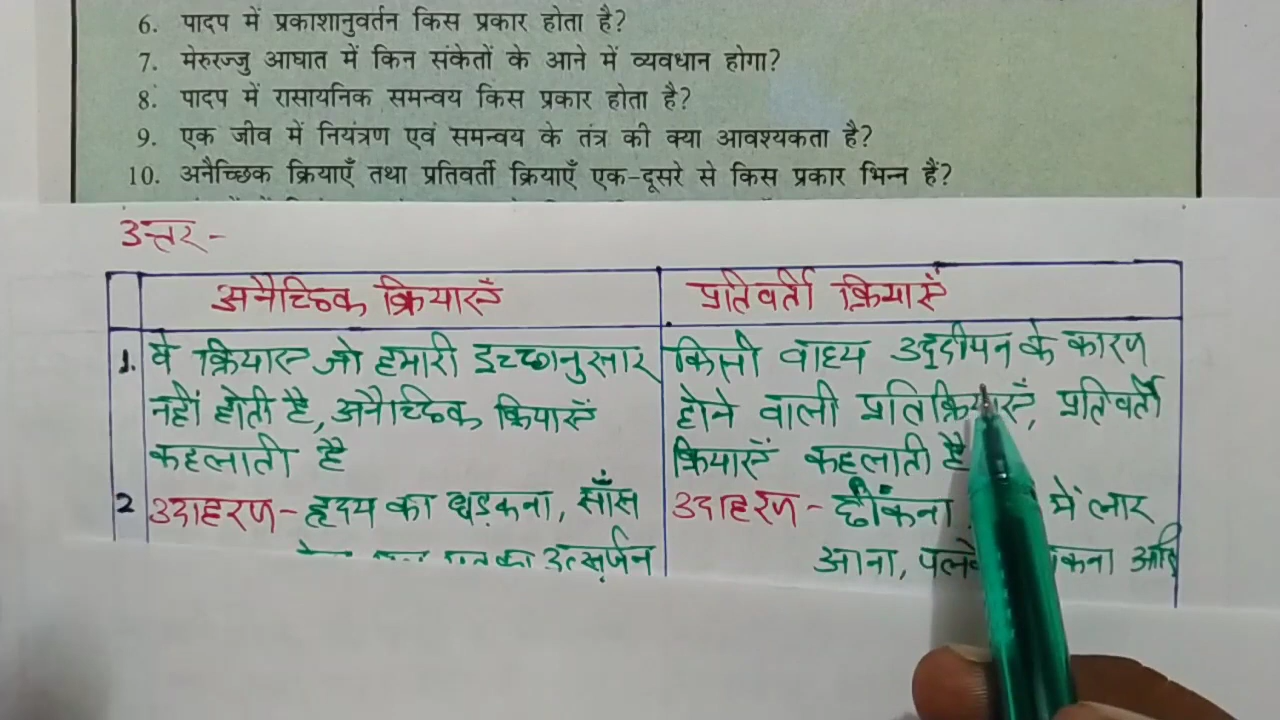 6. पादप में प्रकाशानुवर्तन किस प्रकार होता है?
7. मेरुरज्जु आघात में किन संकेतों के आने में व्यवधान होगा?
8. पादप में रासायनिक समन्वय किस प्रकार होता है?
9. एक जीव में नियंत्रण एवं समन्वय के तंत्र की क्या आवश्यकता है?
10. अनैच्छिक क्रियाएँ तथा प्रतिवर्ती क्रियाएँ एक-दूसरे से किस प्रकार भिन्न हैं?
उत्तर -
अनैच्छिक क्रियाएँ
प्रतिवर्ती क्रियाएँ
1. वे क्रियाए जो हमारी इच्छानुसार
नहीं होती है, अनैच्छिक क्रियाएँ
कहलाती है
किसी वाह्य उद्दीपन के कारण
होने वाली प्रतिक्रियाएँ, प्रतिवर्ती
क्रियाएँ कहलाती है
2 उदाहरण - हृदय का धड़कना, साँस
का उत्सर्जन
उदाहरण - छींकना में लार
आना, आदि